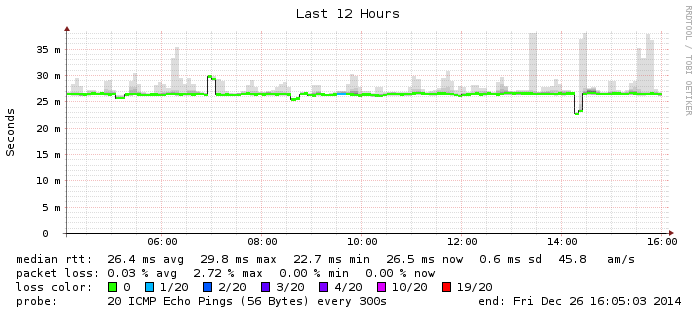 Last 12 Hours
RRDTOOL / TOBI OETIKER
Seconds
35 m
30 m
25 m
20 m
15 m
10 m
5 m
0
06:00 08:00 10:00 12:00 14:00 16:00
median rtt: 26.4 ms avg 29.8 ms max 22.7 ms min 26.5 ms now 0.6 ms sd 45.8 am/s
packet loss: 0.03 % avg 2.72 % max 0.00 % min 0.00 % now
loss color: 0 1/20 2/20 3/20 4/20 10/20 19/20
probe: 20 ICMP Echo Pings (56 Bytes) every 300s end: Fri Dec 26 16:05:03 2014